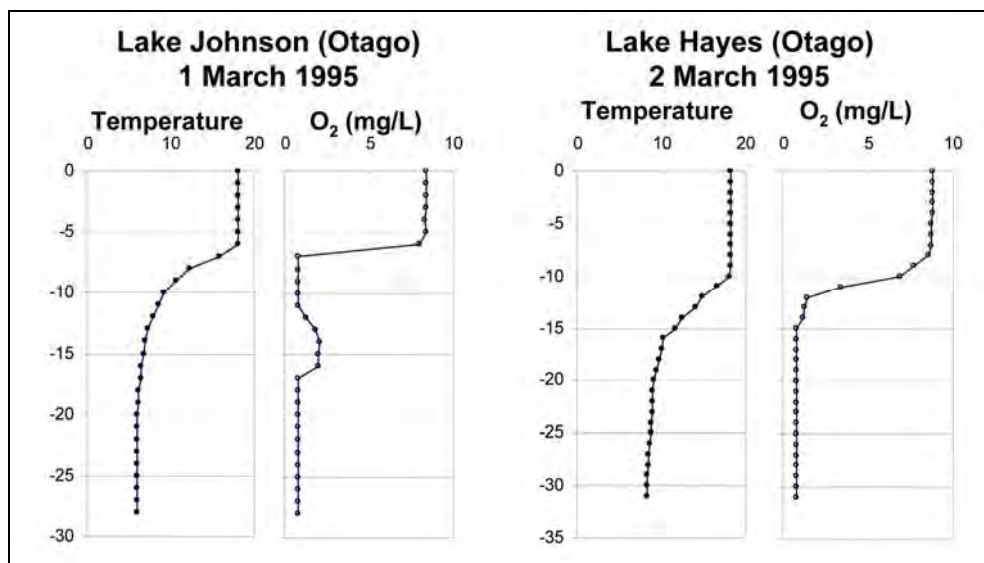 Lake Johnson (Otago)
1 March 1995
Temperature O₂ (mg/L)
0 10 20 0 5 10
0
-5
-10
-15
-20
-25
-30
Lake Hayes (Otago)
2 March 1995
Temperature O₂ (mg/L)
0 10 20 0 5 10
0
-5
-10
-15
-20
-25
-30
-35